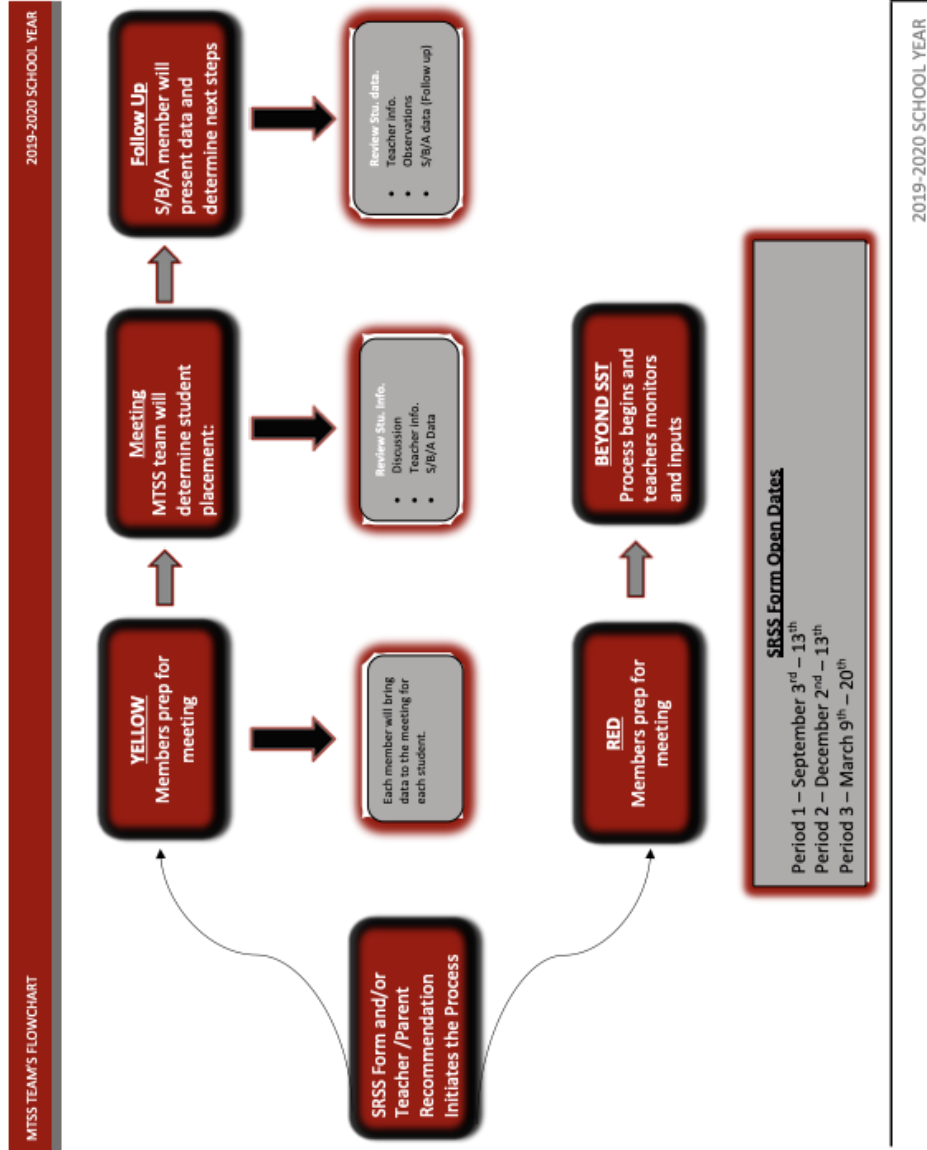 MTSS TEAM'S FLOWCHART
2019-2020 SCHOOL YEAR
SRSS Form and/or
Teacher /Parent
Recommendation
Initiates the Process
YELLOW
Members prep for
meeting
Meeting
MTSS team will
determine student
placement:
Follow Up
S/B/A member will
present data and
determine next steps
Each member will bring
data to the meeting for
each student.
Review Stu. Info.
• Discussion
• Teacher info.
• S/B/A Data
Review Stu. data.
• Teacher info.
• Observations
• S/B/A data (Follow up)
RED
Members prep for
meeting
BEYOND SST
Process begins and
teachers monitors
and inputs
SRSS Form Open Dates
Period 1 – September 3rd – 13th
Period 2 – December 2nd – 13th
Period 3 – March 9th – 20th
2019-2020 SCHOOL YEAR